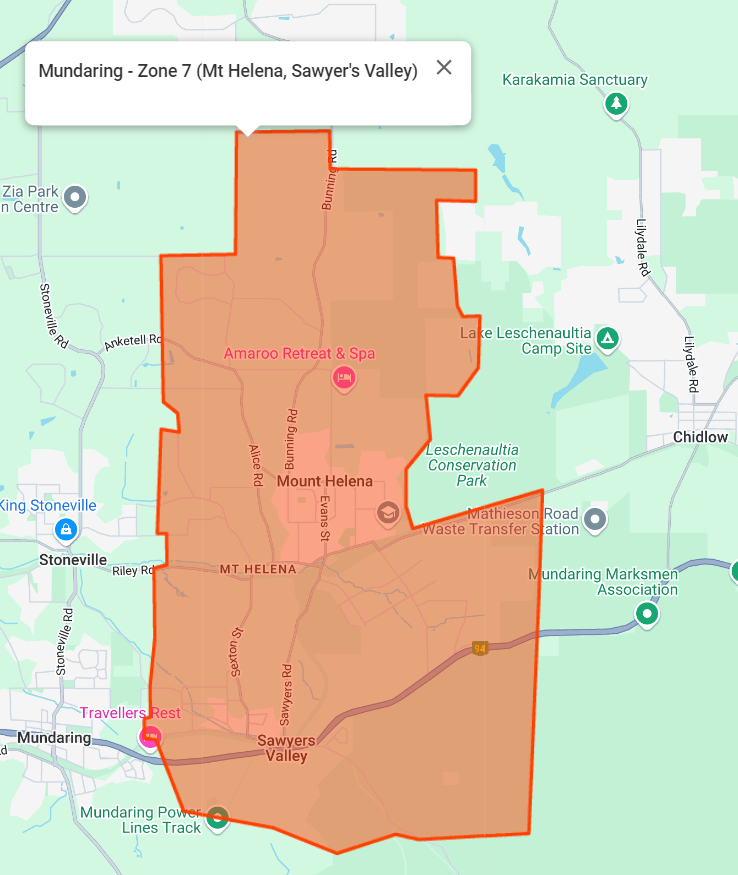 Mundaring - Zone 7 (Mt Helena, Sawyer's Valley)
Karakamia Sanctuary
Zia Park
n Centre
Bunning Rd
Lilydale Rd
Stoneville Rd
Anketell Rd
Lake Leschenaultia
Camp Site
Amaroo Retreat & Spa
Lilydale Rd
Chidlow
Bunning Rd
Alice Rd
Leschenaultia
Conservation
Park
Mount Helena
Evans St
King Stoneville
Mathieson Road
Waste Transfer Station
Stoneville
Riley Rd
MT HELENA
Mundaring Marksmen
Association
Stoneville Rd
Sexton St
94
Sawyers Rd
Travellers Rest
Mundaring
Sawyers
Valley
Mundaring Power
Lines Track